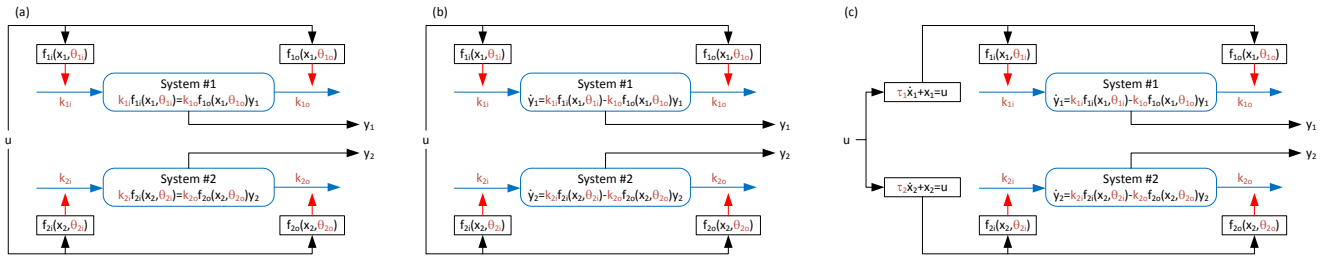 (a)
f₁ᵢ(x₁,θ₁ᵢ)
f₁ₒ(x₁,θ₁ₒ)
System #1
k₁ᵢf₁ᵢ(x₁,θ₁ᵢ)=k₁ₒf₁ₒ(x₁,θ₁ₒ)y₁
k₁ᵢ
k₁ₒ
y₁
u
y₂
k₂ᵢ
System #2
k₂ᵢf₂ᵢ(x₂,θ₂ᵢ)=k₂ₒf₂ₒ(x₂,θ₂ₒ)y₂
k₂ₒ
f₂ᵢ(x₂,θ₂ᵢ)
f₂ₒ(x₂,θ₂ₒ)
(b)
f₁ᵢ(x₁,θ₁ᵢ)
f₁ₒ(x₁,θ₁ₒ)
System #1
ẏ₁=k₁ᵢf₁ᵢ(x₁,θ₁ᵢ)-k₁ₒf₁ₒ(x₁,θ₁ₒ)y₁
k₁ᵢ
k₁ₒ
y₁
u
y₂
k₂ᵢ
System #2
ẏ₂=k₂ᵢf₂ᵢ(x₂,θ₂ᵢ)-k₂ₒf₂ₒ(x₂,θ₂ₒ)y₂
k₂ₒ
f₂ᵢ(x₂,θ₂ᵢ)
f₂ₒ(x₂,θ₂ₒ)
(c)
f₁ᵢ(x₁,θ₁ᵢ)
f₁ₒ(x₁,θ₁ₒ)
τ₁ẋ₁+x₁=u
System #1
ẏ₁=k₁ᵢf₁ᵢ(x₁,θ₁ᵢ)-k₁ₒf₁ₒ(x₁,θ₁ₒ)y₁
k₁ᵢ
k₁ₒ
y₁
u
y₂
τ₂ẋ₂+x₂=u
k₂ᵢ
System #2
ẏ₂=k₂ᵢf₂ᵢ(x₂,θ₂ᵢ)-k₂ₒf₂ₒ(x₂,θ₂ₒ)y₂
k₂ₒ
f₂ᵢ(x₂,θ₂ᵢ)
f₂ₒ(x₂,θ₂ₒ)